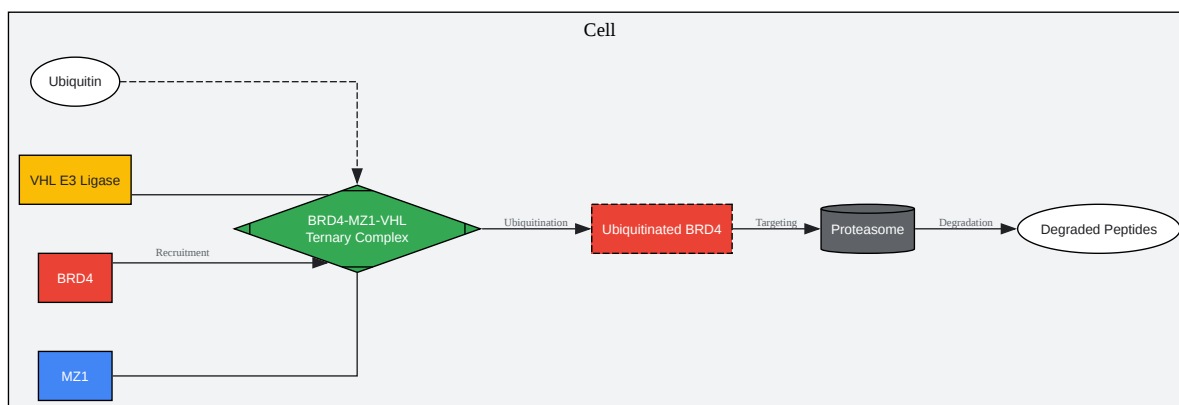 Cell
Ubiquitin
VHL E3 Ligase
BRD4-MZ1-VHL
Ternary Complex
Ubiquitination
Ubiquitinated BRD4
Targeting
Proteasome
Degradation
Degraded Peptides
Recruitment
BRD4
MZ1